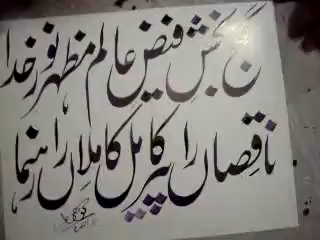 گنج بخشِ فیضِ عالم مظہرِ نورِ خدا
ناقصاں را پیرِ کامل کاملاں را رہنما